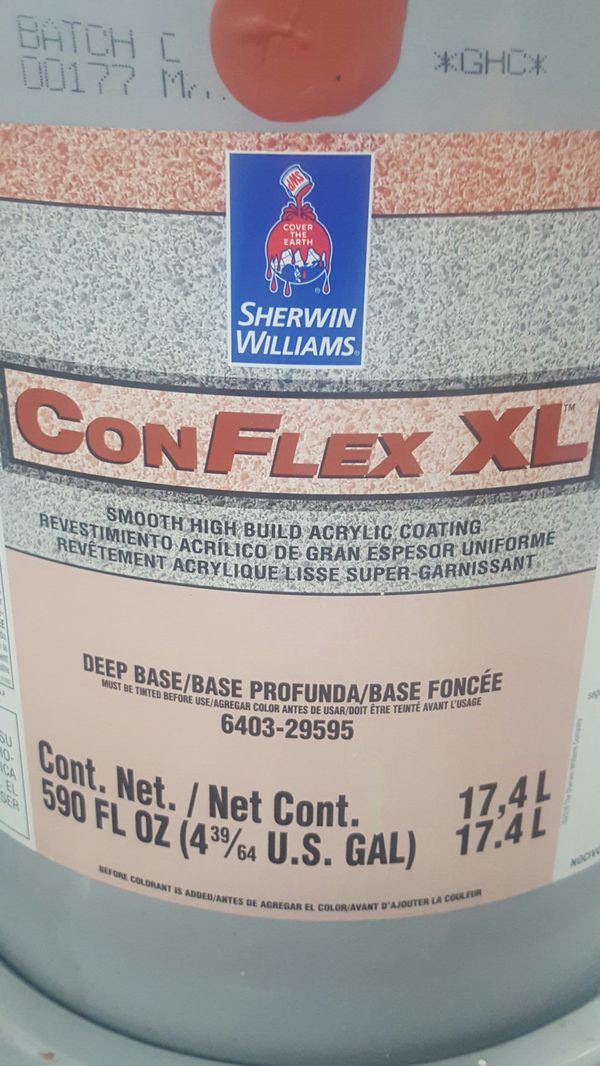 BATCH C
00177 M
*GHC*
SWP
COVER
THE
EARTH
SHERWIN
WILLIAMS®
CONFLEX XL™
SMOOTH HIGH BUILD ACRYLIC COATING
REVESTIMIENTO ACRÍLICO DE GRAN ESPESOR UNIFORME
REVÊTEMENT ACRYLIQUE LISSE SUPER-GARNISSANT
DEEP BASE/BASE PROFUNDA/BASE FONCÉE
MUST BE TINTED BEFORE USE/AGREGAR COLOR ANTES DE USAR/DOIT ÊTRE TEINTÉ AVANT L'USAGE
6403-29595
Cont. Net. / Net Cont. 17,4 L
590 FL OZ (4 39/64 U.S. GAL) 17.4 L
BEFORE COLORANT IS ADDED/ANTES DE AGREGAR EL COLOR/AVANT D'AJOUTER LA COULEUR